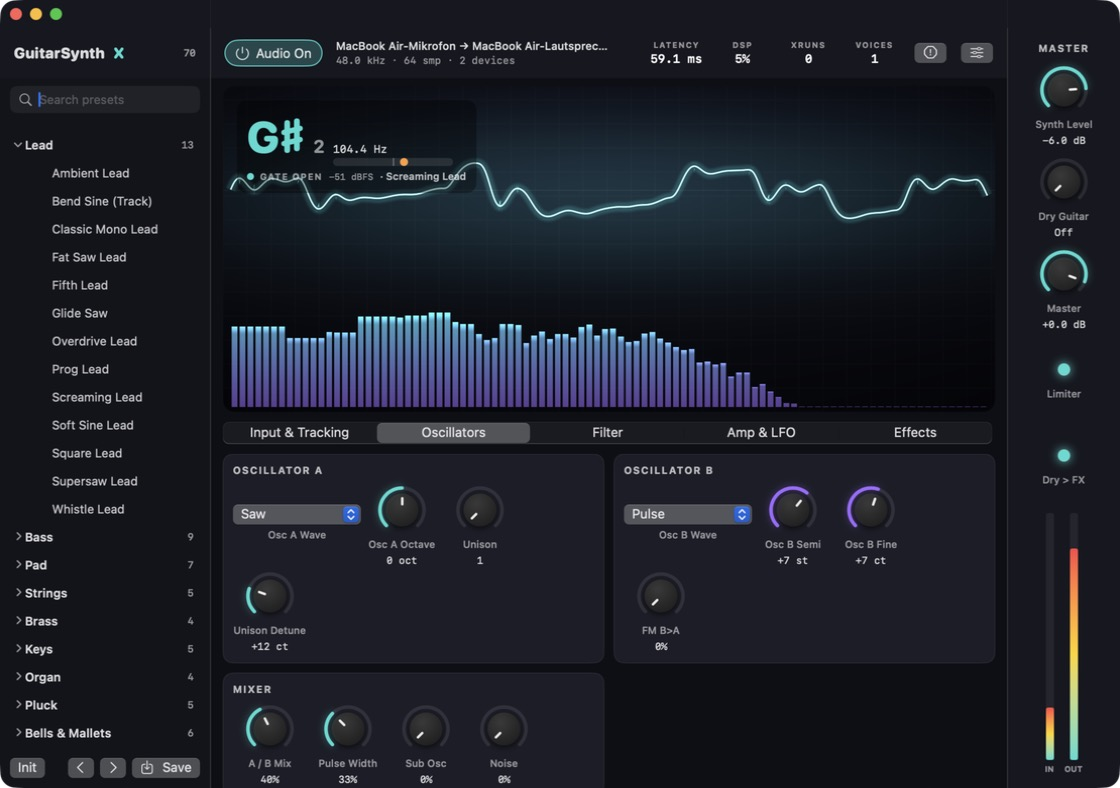 GuitarSynth X 70
Search presets
Lead 13
Ambient Lead
Bend Sine (Track)
Classic Mono Lead
Fat Saw Lead
Fifth Lead
Glide Saw
Overdrive Lead
Prog Lead
Screaming Lead
Soft Sine Lead
Square Lead
Supersaw Lead
Whistle Lead
Bass 9
Pad 7
Strings 5
Brass 4
Keys 5
Organ 4
Pluck 5
Bells & Mallets 6
Init
Save
Audio On
MacBook Air-Mikrofon → MacBook Air-Lautsprec...
48.0 kHz · 64 smp · 2 devices
LATENCY DSP XRUNS VOICES
59.1 ms 5% 0 1
G# 2 104.4 Hz
GATE OPEN -51 dBFS · Screaming Lead
Input & Tracking Oscillators Filter Amp & LFO Effects
OSCILLATOR A
Saw
Osc A Wave
Osc A Octave Unison
0 oct 1
Unison Detune
+12 ct
OSCILLATOR B
Pulse
Osc B Wave
Osc B Semi Osc B Fine
+7 st +7 ct
FM B>A
0%
MIXER
A / B Mix Pulse Width Sub Osc Noise
40% 33% 0% 0%
MASTER
Synth Level
-6.0 dB
Dry Guitar
Off
Master
+0.0 dB
Limiter
Dry > FX
IN OUT